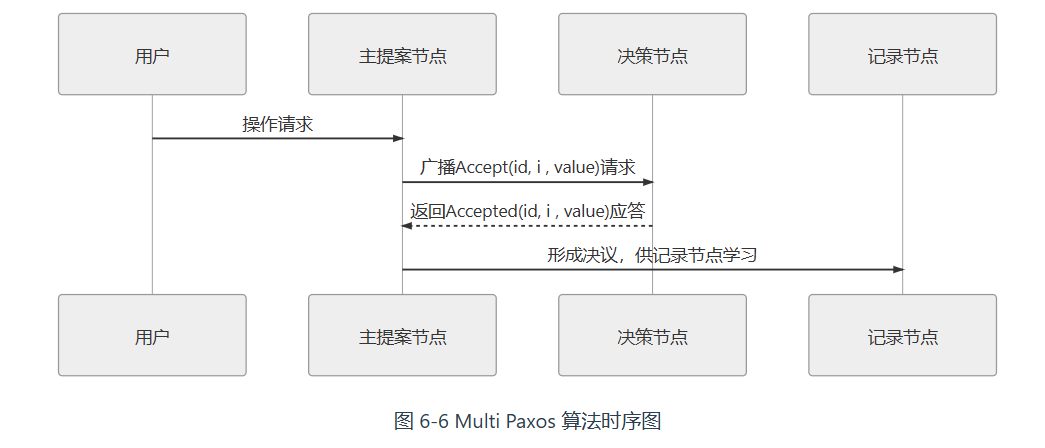 用户 主提案节点 决策节点 记录节点
操作请求
广播Accept(id, i , value)请求
返回Accepted(id, i , value)应答
形成决议，供记录节点学习
用户 主提案节点 决策节点 记录节点
图 6-6 Multi Paxos 算法时序图